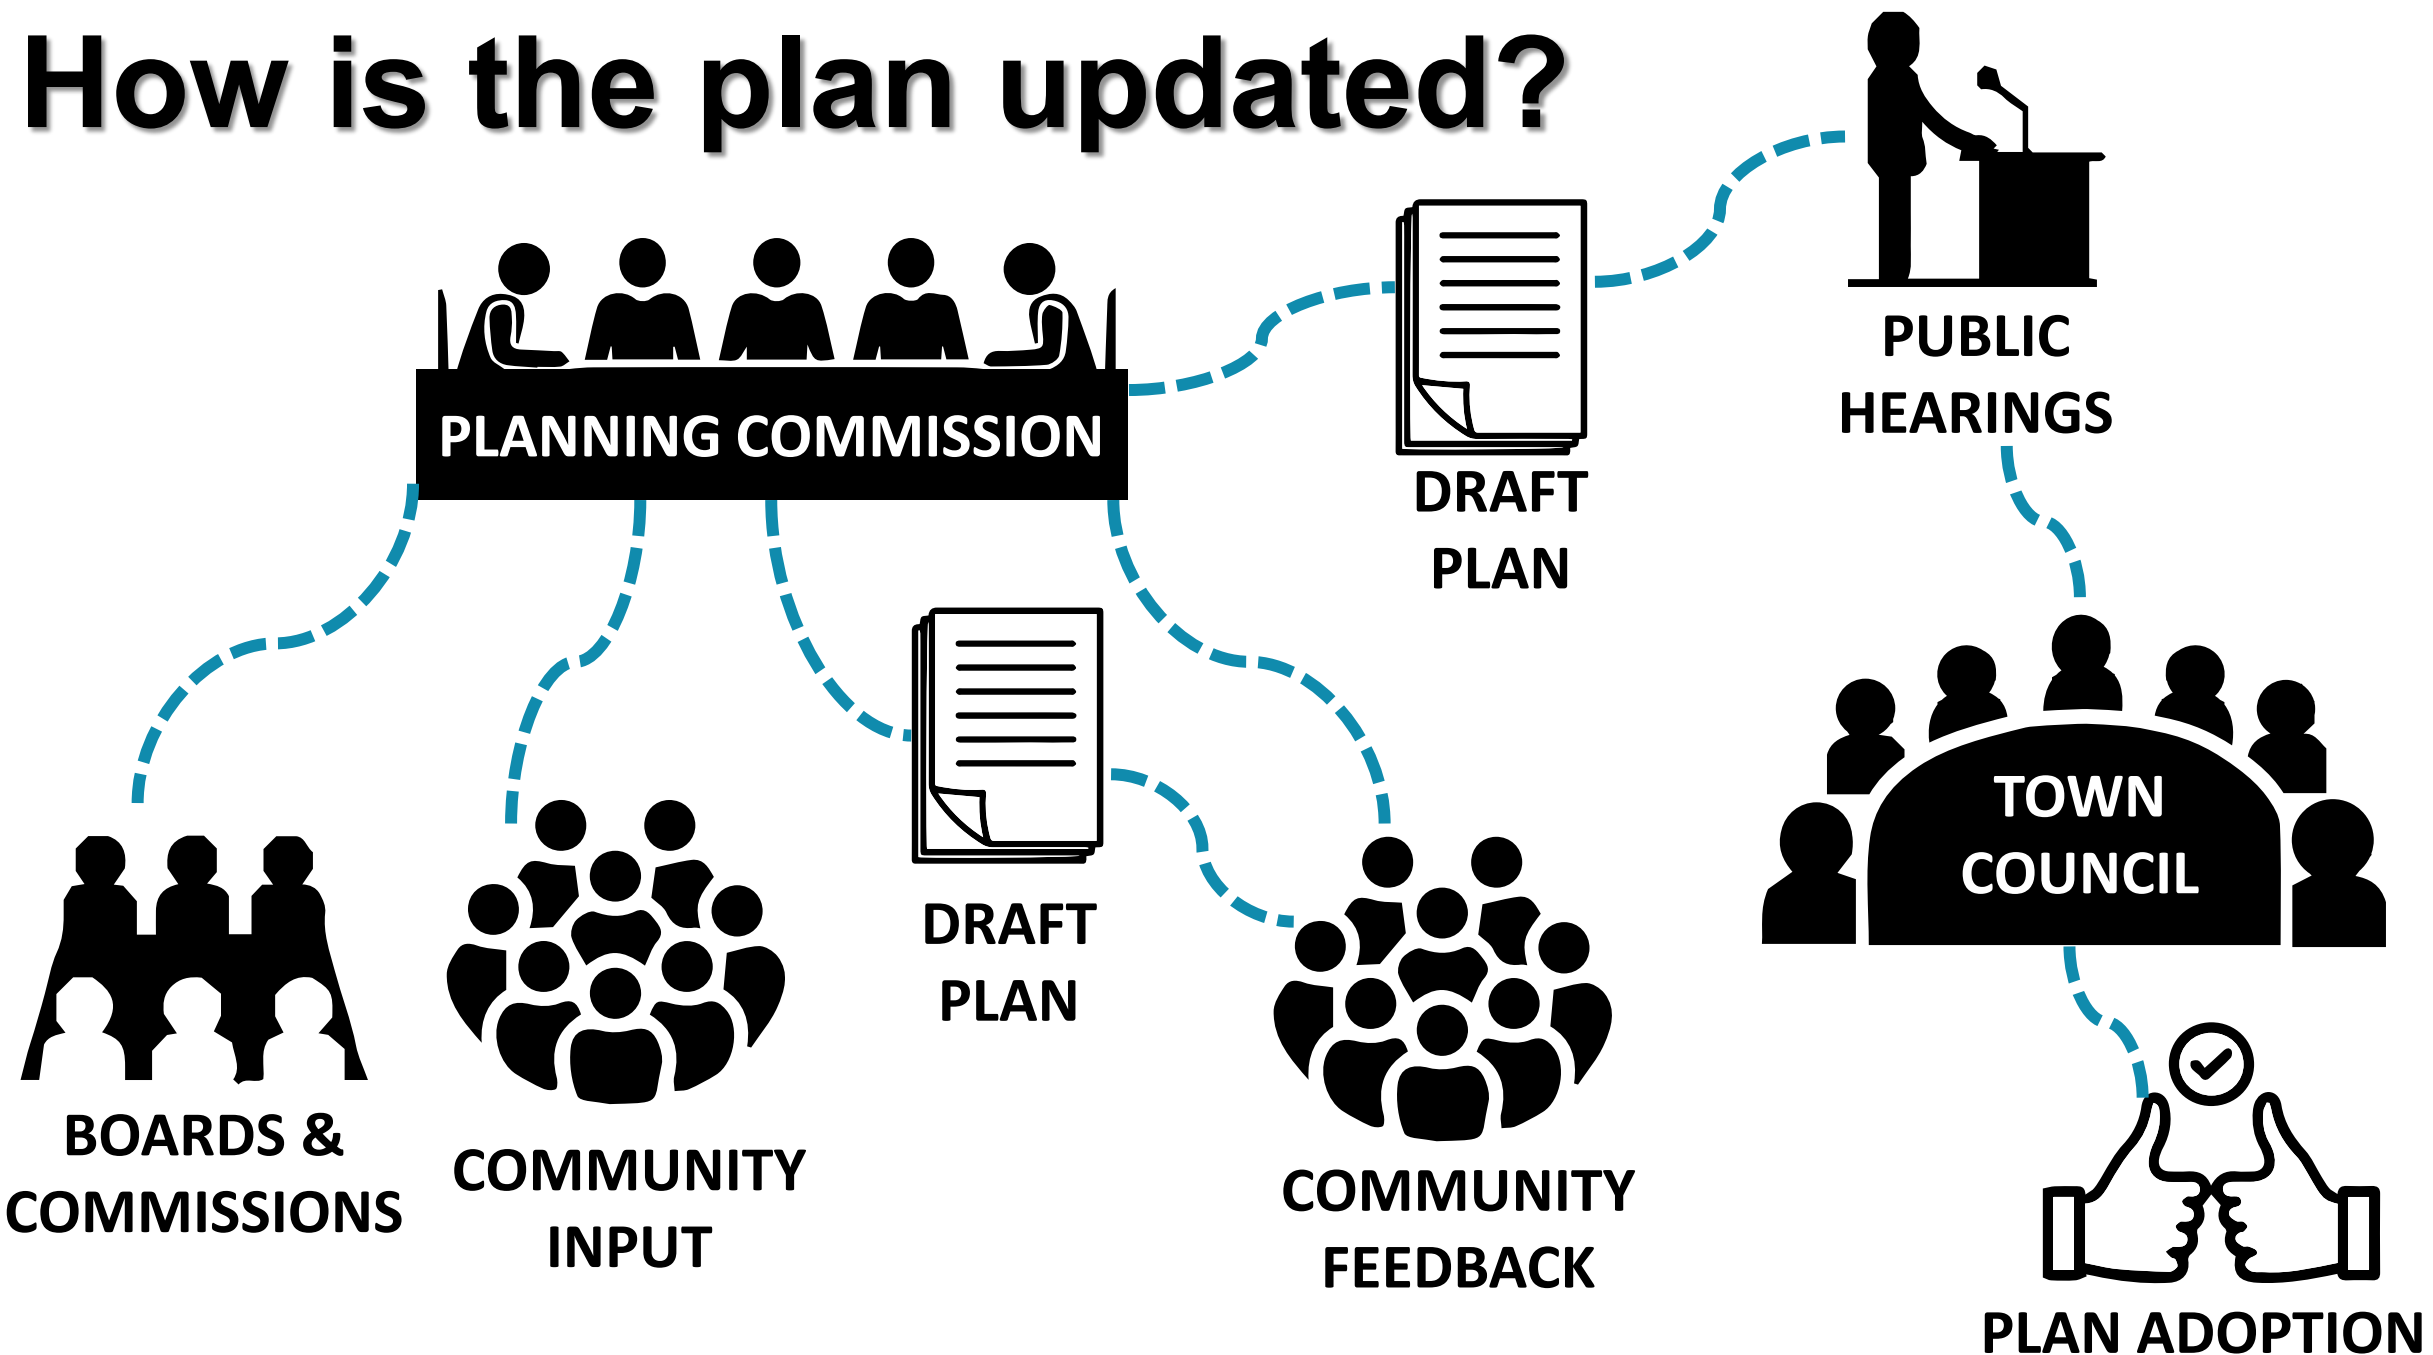 How is the plan updated?
PLANNING COMMISSION
DRAFT
PLAN
PUBLIC
HEARINGS
BOARDS &
COMMISSIONS
COMMUNITY
INPUT
DRAFT
PLAN
COMMUNITY
FEEDBACK
TOWN
COUNCIL
PLAN ADOPTION